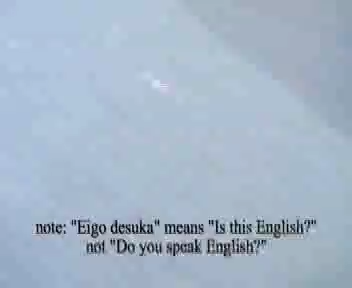 note: "Eigo desuka" means "Is this English?"
not "Do you speak English?"